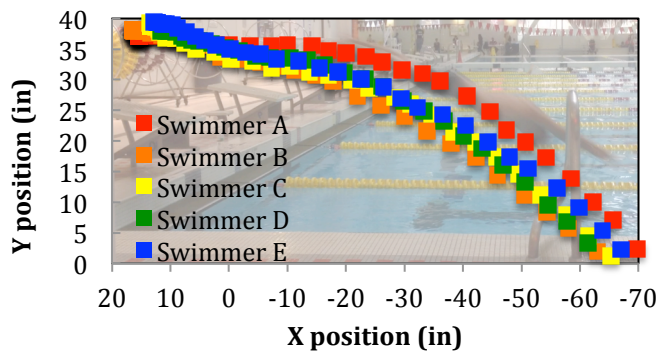 40
35
30
25
20
15
10
5
0
Y position (in)
Swimmer A
Swimmer B
Swimmer C
Swimmer D
Swimmer E
20 10 0 -10 -20 -30 -40 -50 -60 -70
X position (in)